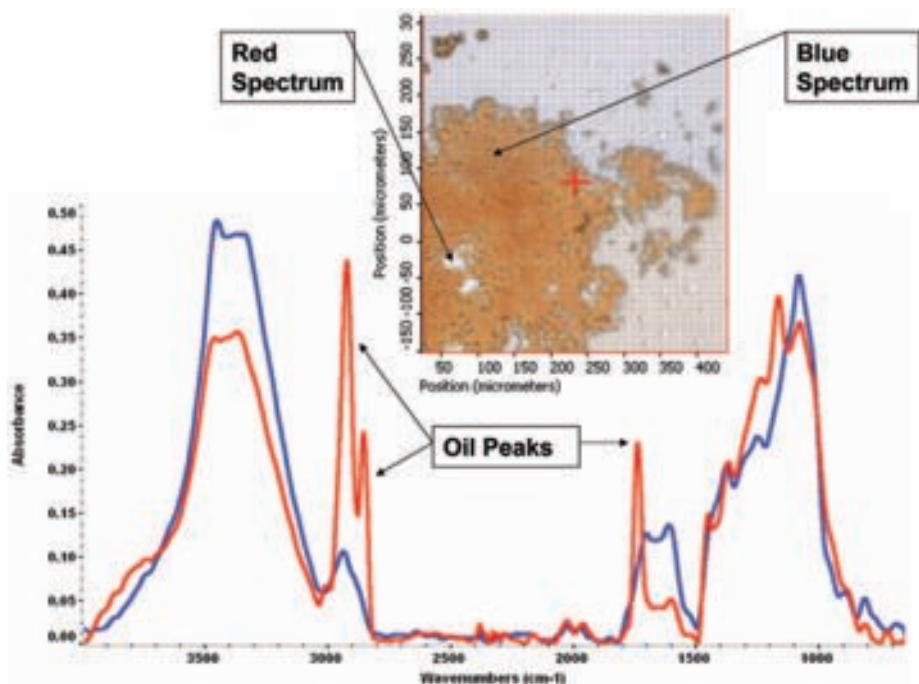 Red
Spectrum
Blue
Spectrum
Position (micrometers)
30
250
200
150
100
50
0
-50
-150 -100
50 100 150 200 250 300 350 400
Position (micrometers)
Oil Peaks
Absorbance
0.50
0.45
0.40
0.35
0.30
0.25
0.20
0.15
0.10
0.05
0.00
3500 3000 2500 2000 1500 1000
Wavenumbers (cm-1)